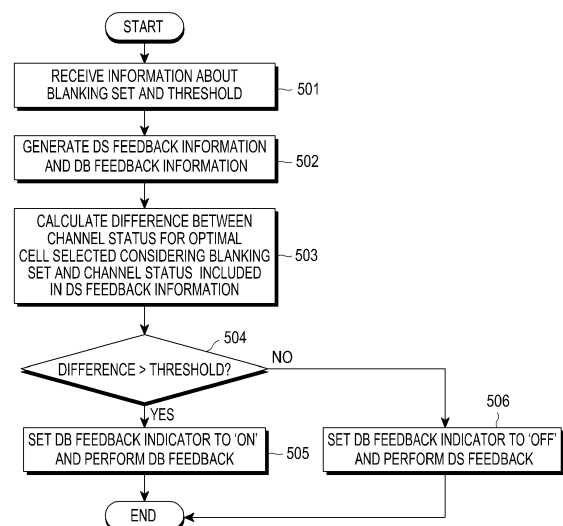 START
RECEIVE INFORMATION ABOUT
BLANKING SET AND THRESHOLD
501
GENERATE DS FEEDBACK INFORMATION
AND DB FEEDBACK INFORMATION
502
CALCULATE DIFFERENCE BETWEEN
CHANNEL STATUS FOR OPTIMAL
CELL SELECTED CONSIDERING BLANKING
SET AND CHANNEL STATUS INCLUDED
IN DS FEEDBACK INFORMATION
503
504
DIFFERENCE > THRESHOLD?
NO
YES
SET DB FEEDBACK INDICATOR TO 'ON'
AND PERFORM DB FEEDBACK
505
506
SET DB FEEDBACK INDICATOR TO 'OFF'
AND PERFORM DS FEEDBACK
END